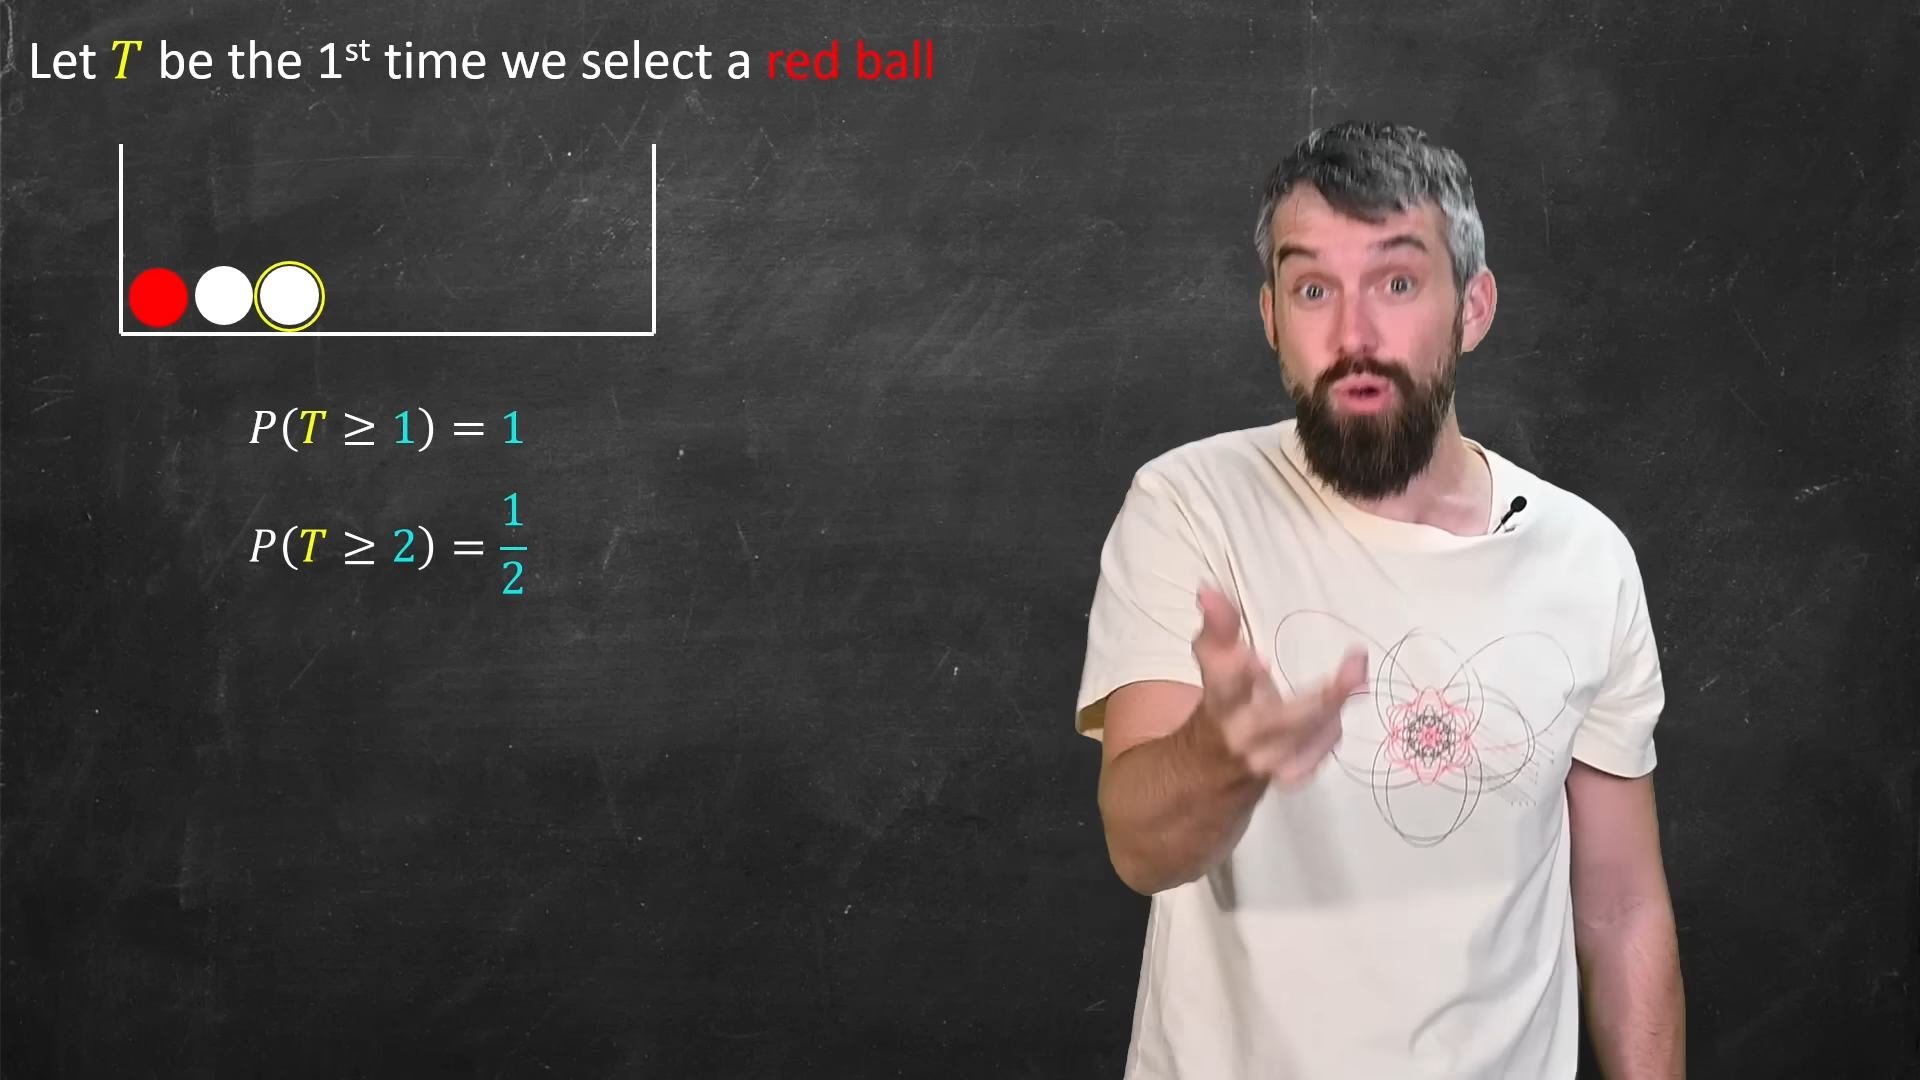 Let T be the 1st time we select a red ball
P(T ≥ 1) = 1
P(T ≥ 2) = 1/2